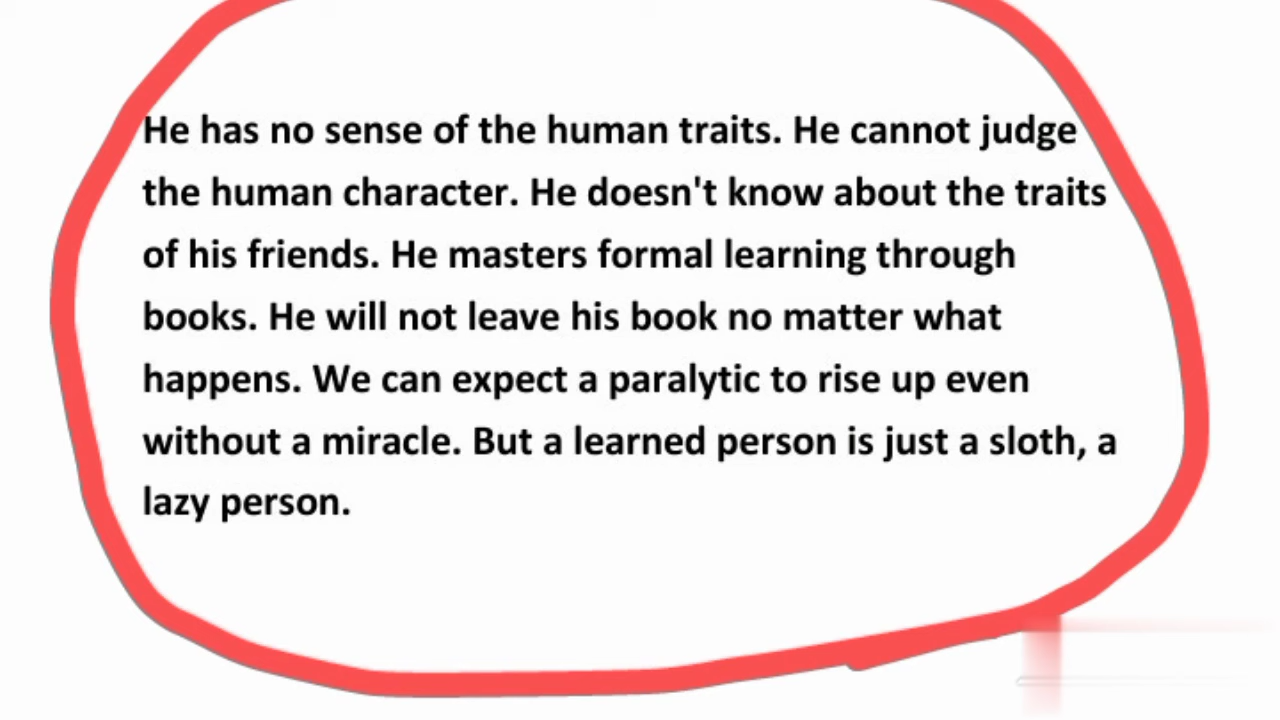 He has no sense of the human traits. He cannot judge
the human character. He doesn't know about the traits
of his friends. He masters formal learning through
books. He will not leave his book no matter what
happens. We can expect a paralytic to rise up even
without a miracle. But a learned person is just a sloth, a
lazy person.